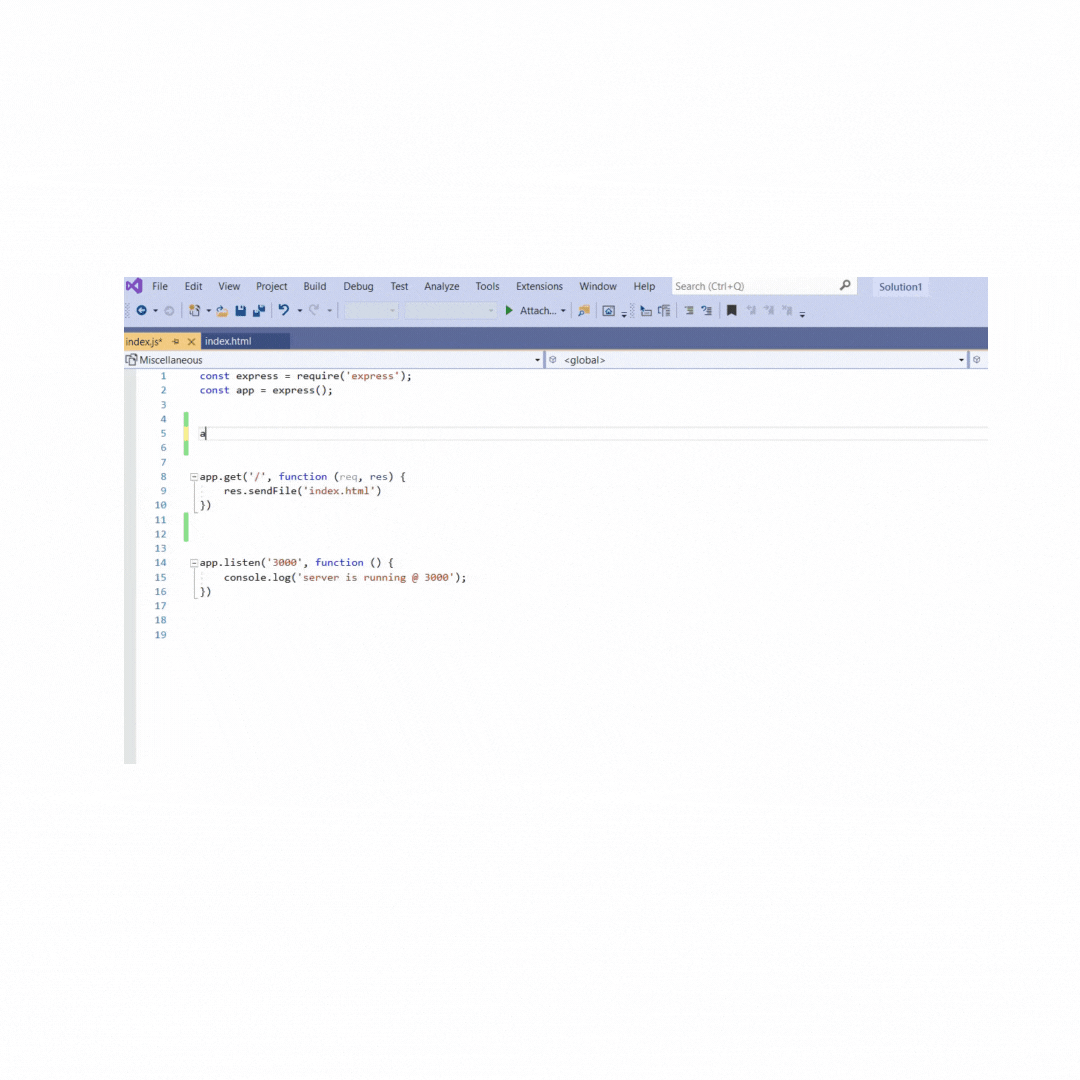 File Edit View Project Build Debug Test Analyze Tools Extensions Window Help Search (Ctrl+Q) Solution1
Attach...
index.js* index.html
Miscellaneous <global>
1 const express = require('express');
2 const app = express();
3
4
5 a
6
7
8 app.get('/', function (req, res) {
9 res.sendFile('index.html')
10 })
11
12
13
14 app.listen('3000', function () {
15 console.log('server is running @ 3000');
16 })
17
18
19